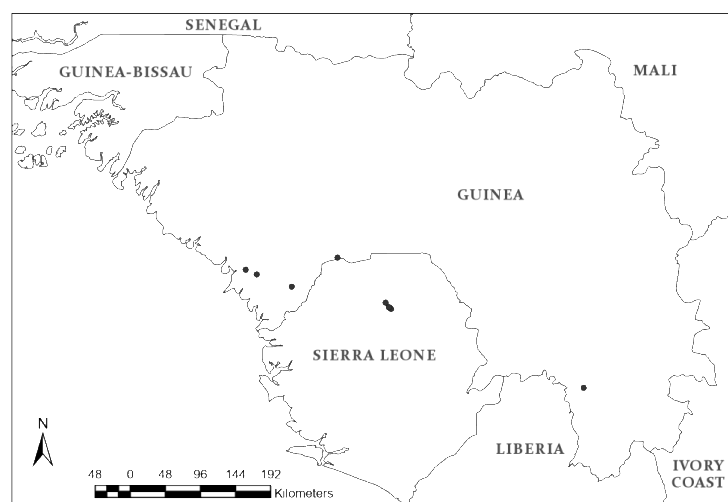 SENEGAL
GUINEA-BISSAU
MALI
GUINEA
SIERRA LEONE
N
LIBERIA
IVORY
COAST
48 0 48 96 144 192
Kilometers